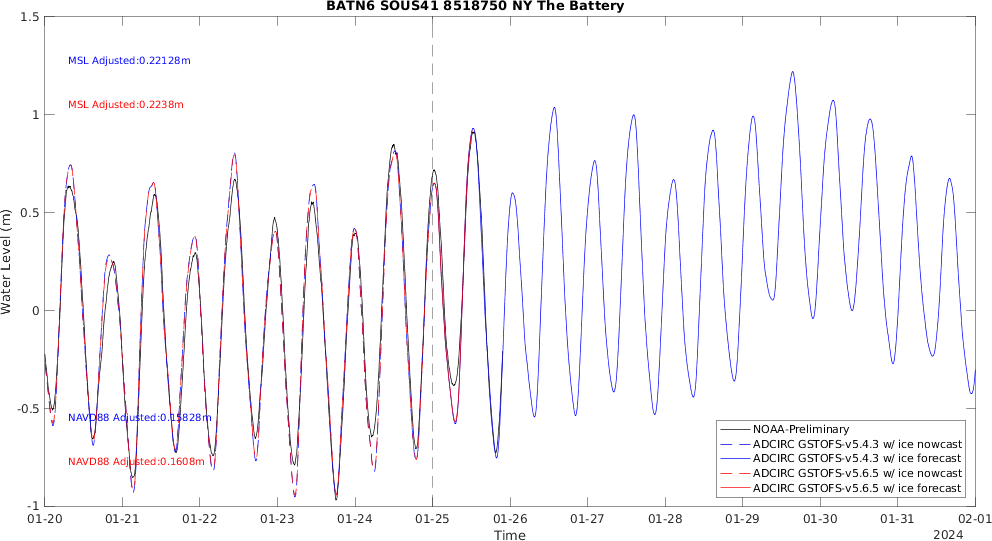 BATN6 SOUS41 8518750 NY The Battery
1.5
1
0.5
0
-0.5
-1
Water Level (m)
MSL Adjusted:0.22128m
MSL Adjusted:0.2238m
NAVD88 Adjusted:0.15828m
NAVD88 Adjusted:0.1608m
NOAA-Preliminary
ADCIRC GSTOFS-v5.4.3 w/ ice nowcast
ADCIRC GSTOFS-v5.4.3 w/ ice forecast
ADCIRC GSTOFS-v5.6.5 w/ ice nowcast
ADCIRC GSTOFS-v5.6.5 w/ ice forecast
01-20 01-21 01-22 01-23 01-24 01-25 01-26 01-27 01-28 01-29 01-30 01-31 02-01
Time
2024